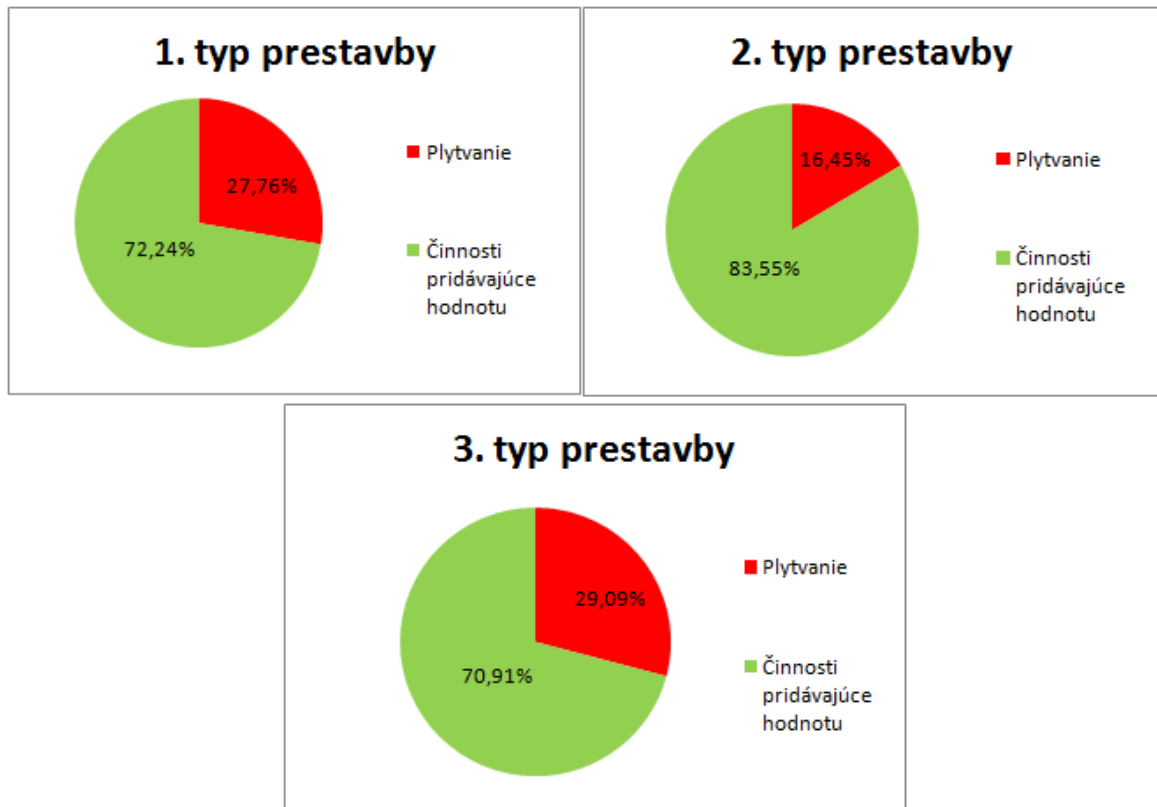 1. typ prestavby
27,76%
72,24%
Plytvanie
Činnosti
pridávajúce
hodnotu
2. typ prestavby
16,45%
83,55%
Plytvanie
Činnosti
pridávajúce
hodnotu
3. typ prestavby
29,09%
70,91%
Plytvanie
Činnosti
pridávajúce
hodnotu